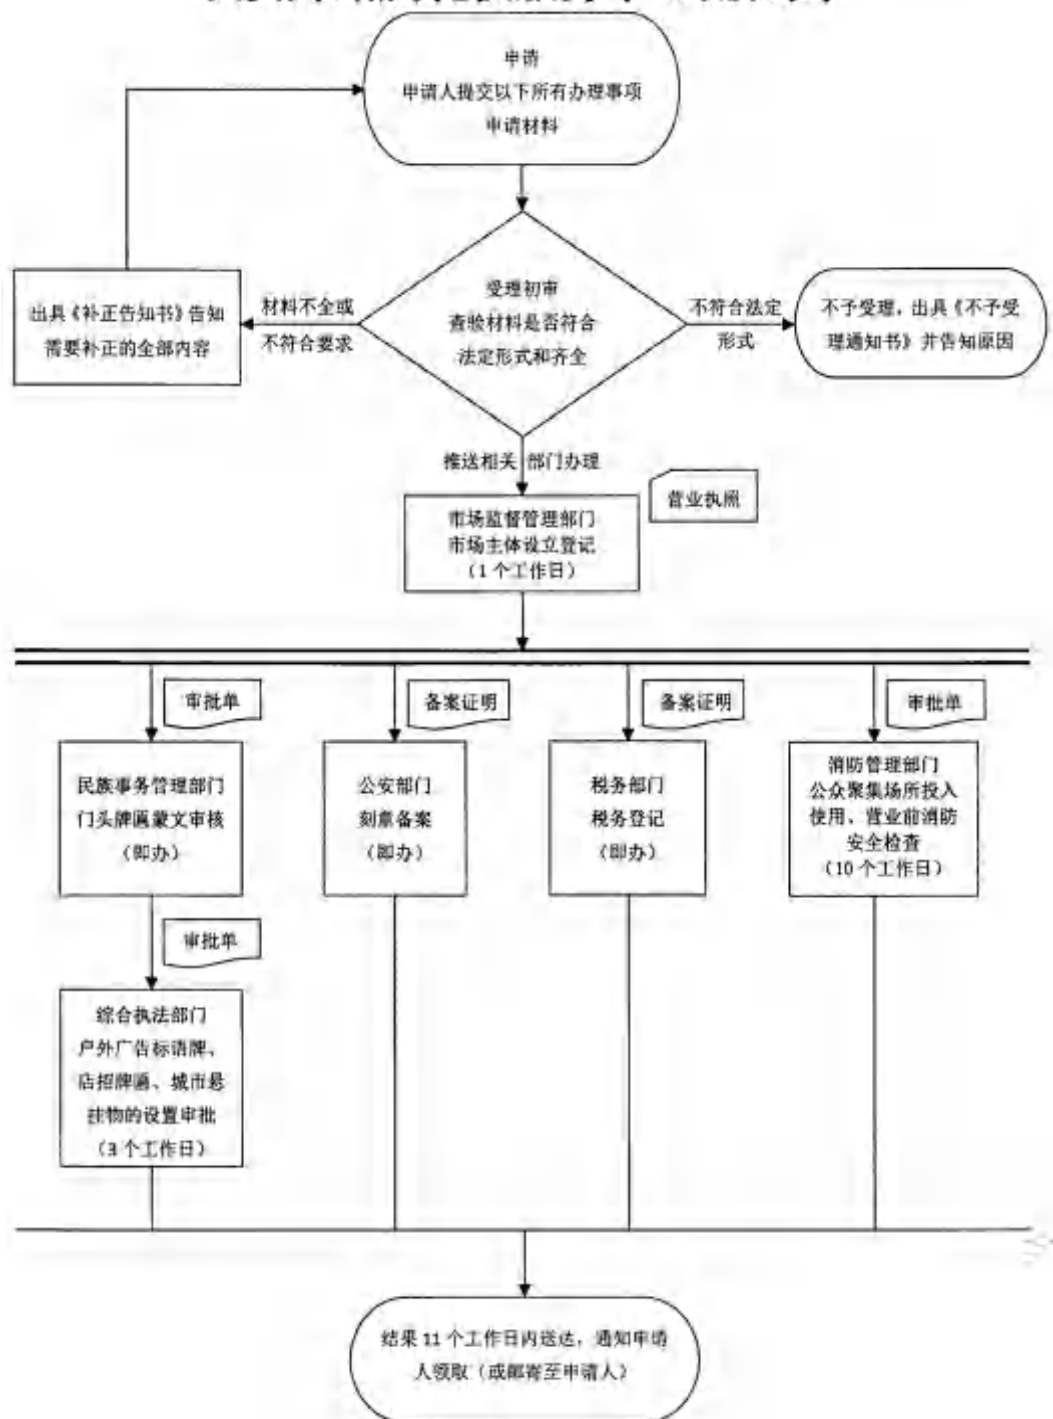 申请
申请人提交以下所有办理事项
申请材料
受理初审
查验材料是否符合
法定形式和齐全
材料不全或
不符合要求
出具《补正告知书》告知
需要补正的全部内容
不符合法定
形式
不予受理，出具《不予受
理通知书》并告知原因
推送相关 部门办理
营业执照
市场监督管理部门
市场主体设立登记
（1 个工作日）
审批单
备案证明
备案证明
审批单
民族事务管理部门
门头牌匾蒙文审核
（即办）
公安部门
刻章备案
（即办）
税务部门
税务登记
（即办）
消防管理部门
公众聚集场所投入
使用、营业前消防
安全检查
（10 个工作日）
审批单
综合执法部门
户外广告标语牌、
店招牌匾、城市悬
挂物的设置审批
（3 个工作日）
结果 11 个工作日内送达，通知申请
人领取（或邮寄至申请人）